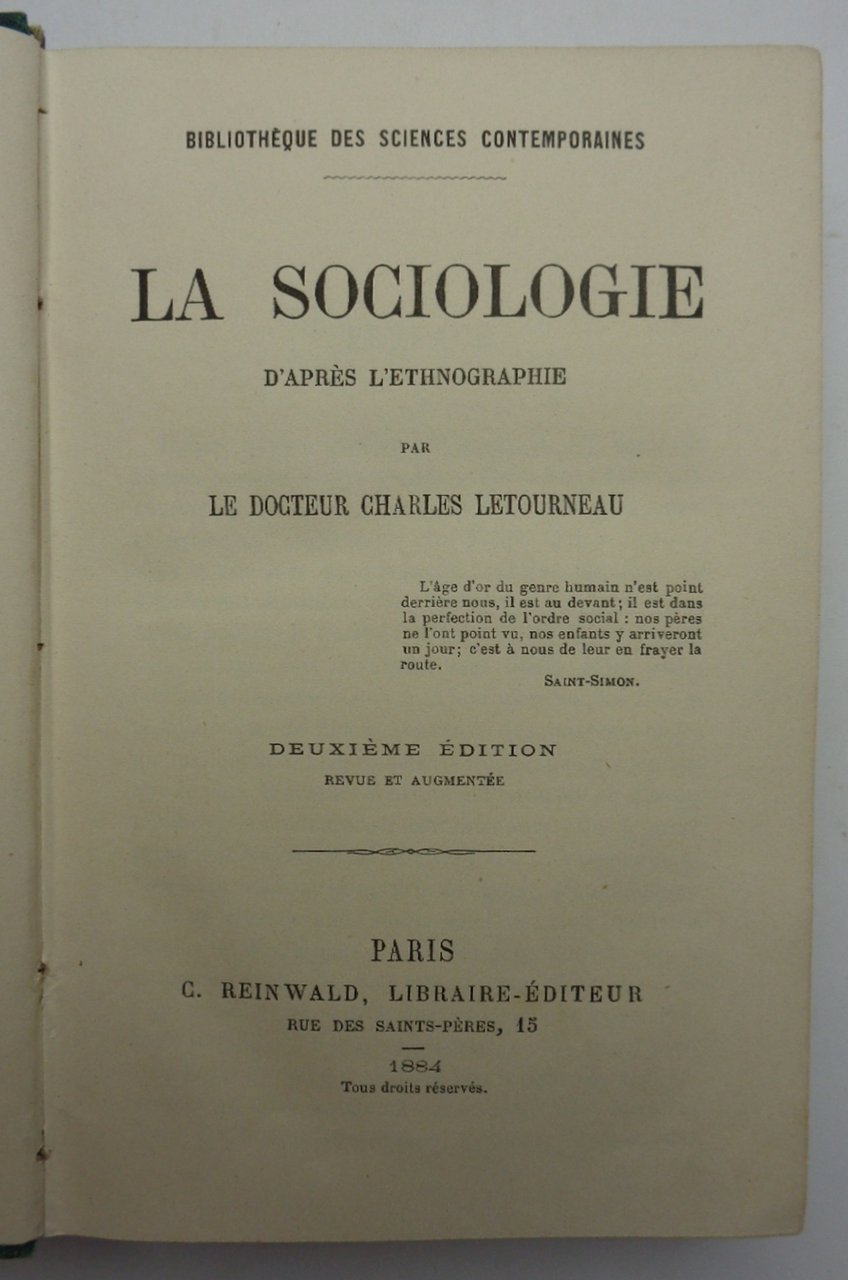 BIBLIOTHÈQUE DES SCIENCES CONTEMPORAINES
LA SOCIOLOGIE
D'APRÈS L'ETHNOGRAPHIE
PAR
LE DOCTEUR CHARLES LETOURNEAU
L'âge d'or du genre humain n'est point
derrière nous, il est au devant; il est dans
la perfection de l'ordre social : nos pères
ne l'ont point vu, nos enfants y arriveront
un jour; c'est à nous de leur en frayer la
route.
SAINT-SIMON.
DEUXIÈME ÉDITION
REVUE ET AUGMENTÉE
PARIS
C. REINWALD, LIBRAIRE-ÉDITEUR
RUE DES SAINTS-PÈRES, 15
1884
Tous droits réservés.